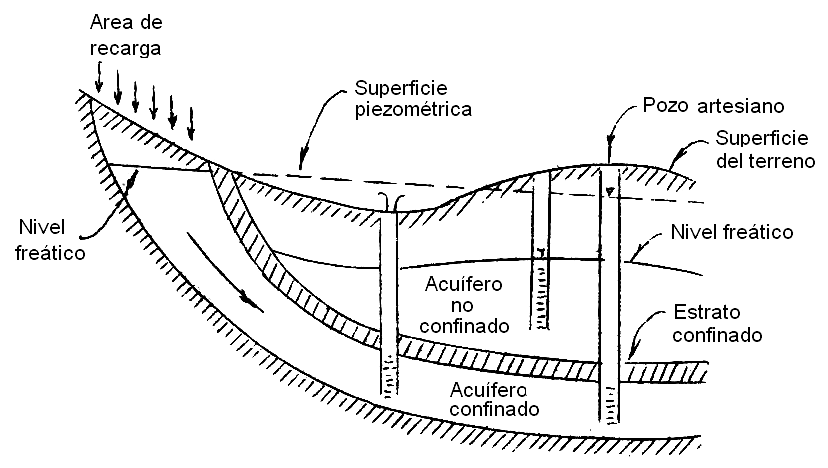 Area de
recarga
Superficie
piezométrica
Pozo artesiano
Superficie
del terreno
Nivel
freático
Nivel freático
Acuífero
no
confinado
Estrato
confinado
Acuífero
confinado